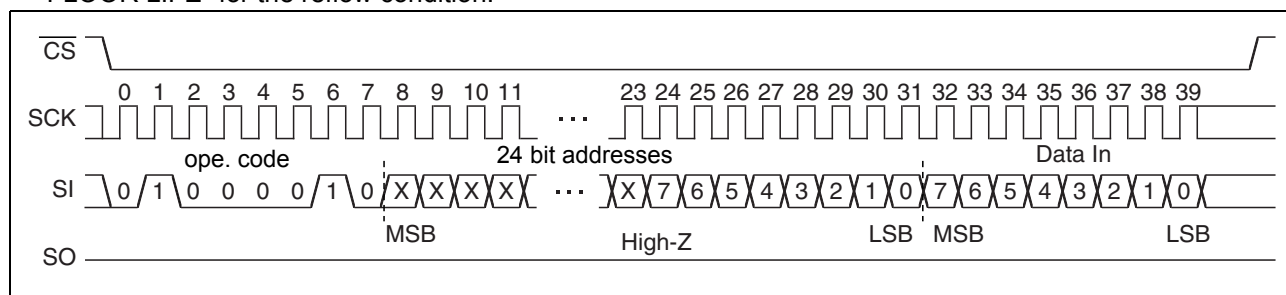 CS
0 1 2 3 4 5 6 7 8 9 10 11 23 24 25 26 27 28 29 30 31 32 33 34 35 36 37 38 39
SCK ···
ope. code 24 bit addresses Data In
SI 0 1 0 0 0 0 1 0 X X X X ··· X 7 6 5 4 3 2 1 0 7 6 5 4 3 2 1 0
MSB High-Z LSB MSB LSB
SO